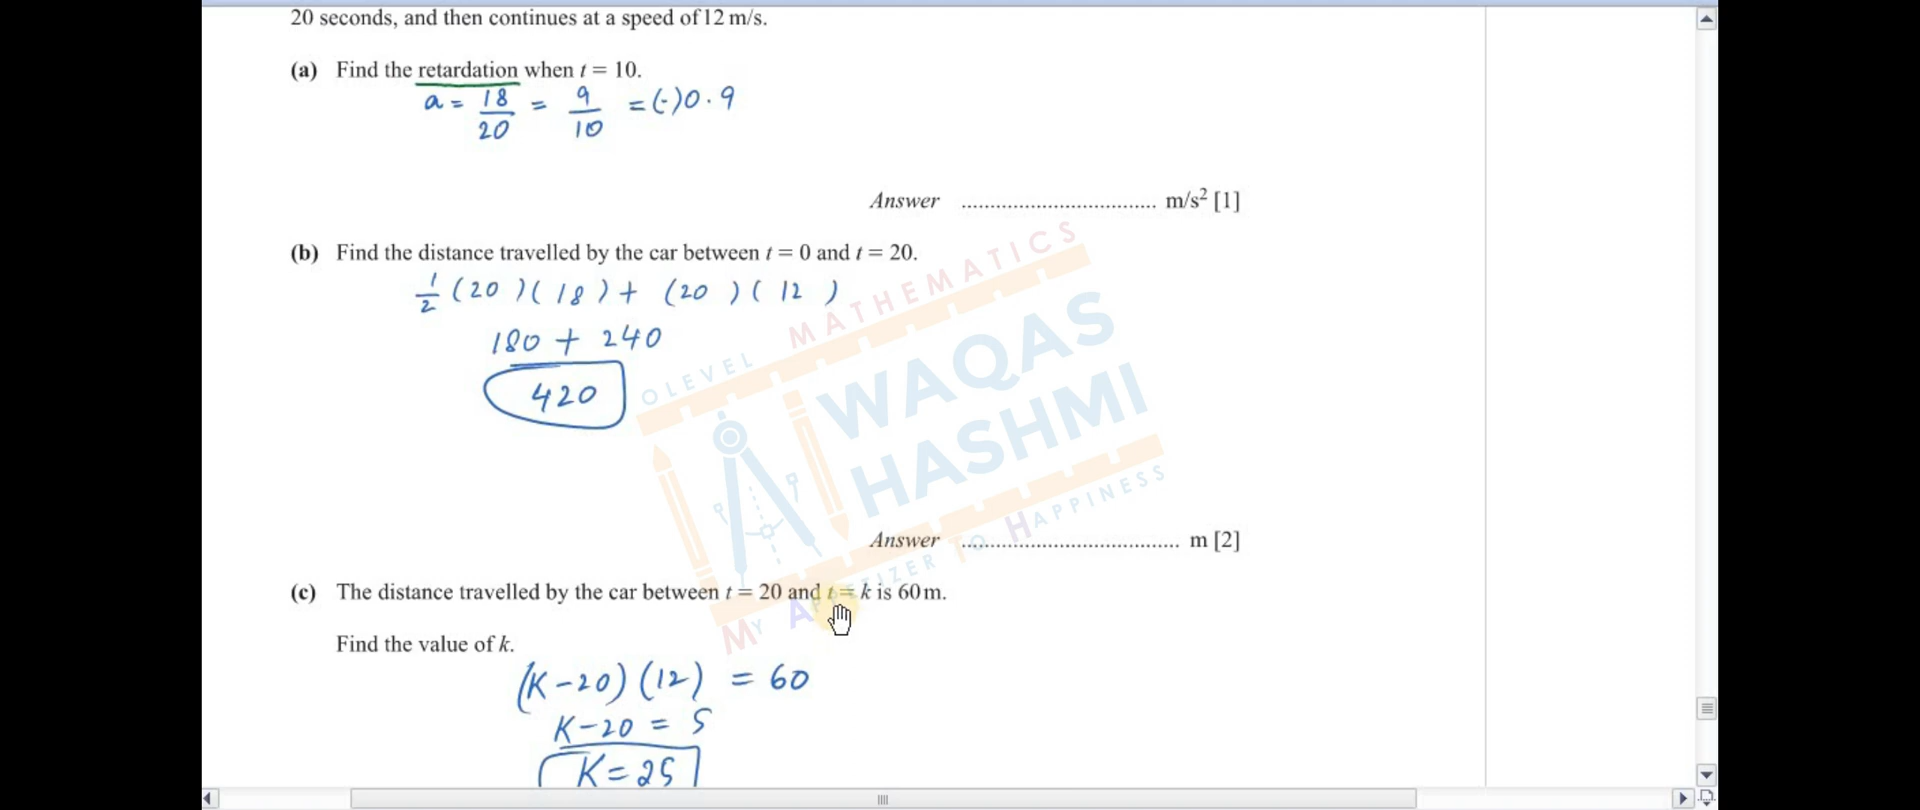 20 seconds, and then continues at a speed of 12 m/s.
(a) Find the retardation when t = 10.
a = 18/20 = 9/10 = (-)0.9
Answer ................................. m/s² [1]
(b) Find the distance travelled by the car between t = 0 and t = 20.
1/2 (20)(18) + (20)(12)
180 + 240
420
OLEVEL MATHEMATICS
WAQAS
HASHMI
MY APPETIZER TO HAPPINESS
Answer ..................................... m [2]
(c) The distance travelled by the car between t = 20 and t = k is 60 m.
Find the value of k.
(K-20)(12) = 60
K-20 = 5
K=25